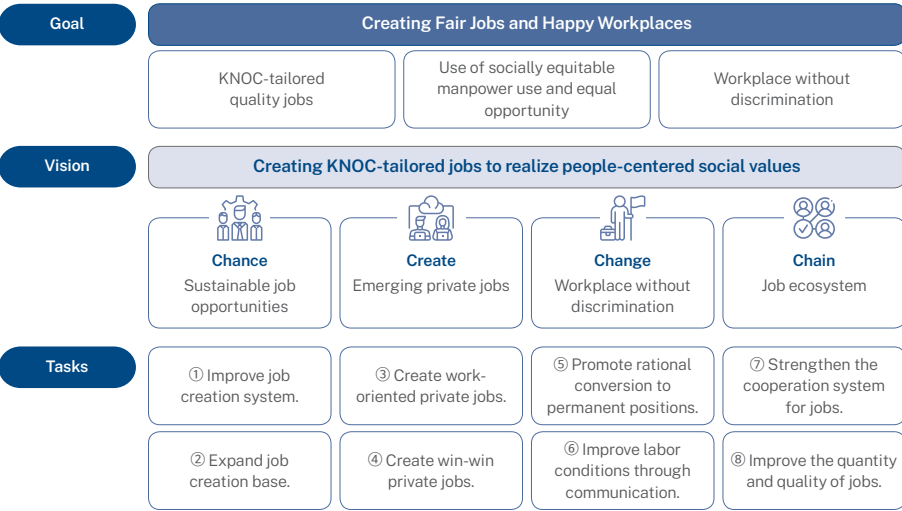 Goal
Creating Fair Jobs and Happy Workplaces
KNOC-tailored
quality jobs
Use of socially equitable
manpower use and equal
opportunity
Workplace without
discrimination
Vision
Creating KNOC-tailored jobs to realize people-centered social values
Chance
Sustainable job
opportunities
Create
Emerging private jobs
Change
Workplace without
discrimination
Chain
Job ecosystem
Tasks
① Improve job
creation system.
③ Create work-
oriented private jobs.
⑤ Promote rational
conversion to
permanent positions.
⑦ Strengthen the
cooperation system
for jobs.
② Expand job
creation base.
④ Create win-win
private jobs.
⑥ Improve labor
conditions through
communication.
⑧ Improve the quantity
and quality of jobs.